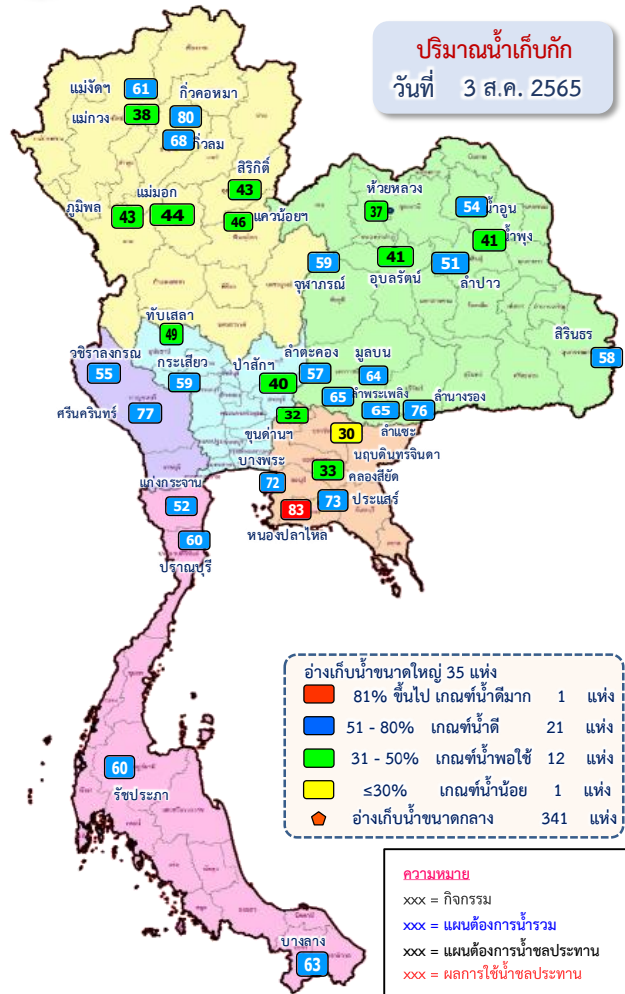 ปริมาณน้ำเก็บกัก
วันที่ 3 ส.ค. 2565
แม่งัดฯ
61
กิ่วคอหมา
แม่กวง
38
80
68
กิ่วลม
สิริกิติ์
43
ภูมิพล
43
แม่มอก
44
46
แควน้อยฯ
ห้วยหลวง
37
54
น้ำอูน
41
น้ำพุง
59
จุฬาภรณ์
41
อุบลรัตน์
51
ลำปาว
สิรินธร
58
ทับเสลา
49
วชิราลงกรณ
55
กระเสียว
59
ป่าสักฯ
40
ลำตะคอง
57
มูลบน
64
ศรีนครินทร์
77
65
ลำพระเพลิง
65
ลำแซะ
76
ลำนางรอง
32
ขุนด่านฯ
30
นฤบดินทรจินดา
บางพระ
72
33
คลองสียัด
83
หนองปลาไหล
73
ประแสร์
แก่งกระจาน
52
60
ปราณบุรี
60
รัชประภา
บางลาง
63
อ่างเก็บน้ำขนาดใหญ่ 35 แห่ง
81% ขึ้นไป เกณฑ์น้ำดีมาก 1 แห่ง
51 - 80% เกณฑ์น้ำดี 21 แห่ง
31 - 50% เกณฑ์น้ำพอใช้ 12 แห่ง
≤30% เกณฑ์น้ำน้อย 1 แห่ง
อ่างเก็บน้ำขนาดกลาง 341 แห่ง
ความหมาย
xxx = กิจกรรม
xxx = แผนต้องการน้ำรวม
xxx = แผนต้องการน้ำชลประทาน
xxx = ผลการใช้น้ำชลประทาน